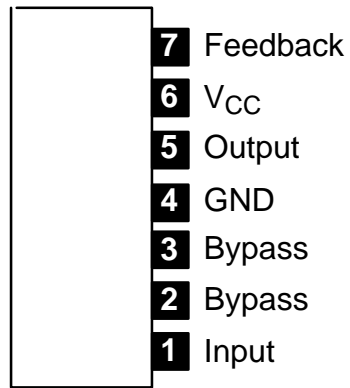 7 Feedback
6 VCC
5 Output
4 GND
3 Bypass
2 Bypass
1 Input